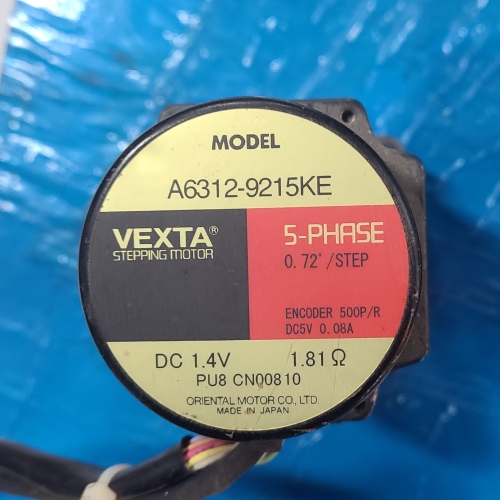 MODEL
A6312-9215KE
VEXTA®
STEPPING MOTOR
5-PHASE
0.72°/STEP
ENCODER 500P/R
DC5V 0.08A
DC 1.4V 1.81Ω
PU8 CN00810
ORIENTAL MOTOR CO., LTD.
MADE IN JAPAN